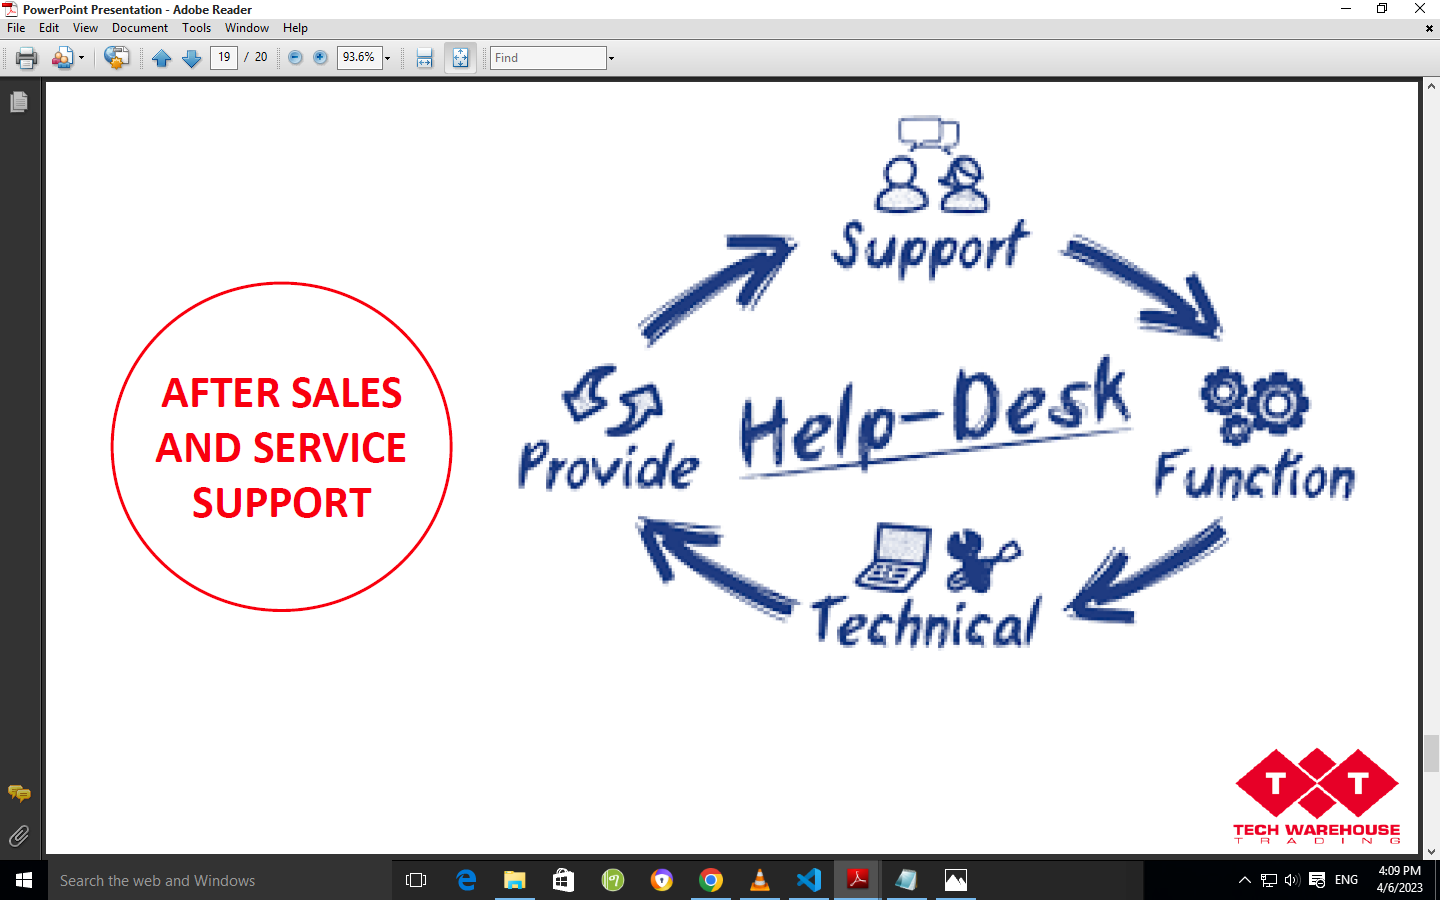 PowerPoint Presentation - Adobe Reader
File Edit View Document Tools Window Help
19 / 20 93.6% Find
Support
AFTER SALES
AND SERVICE
SUPPORT
Help-Desk
Provide
Function
Technical
T T
TECH WAREHOUSE
TRADING
Search the web and Windows
ENG
4:09 PM
4/6/2023